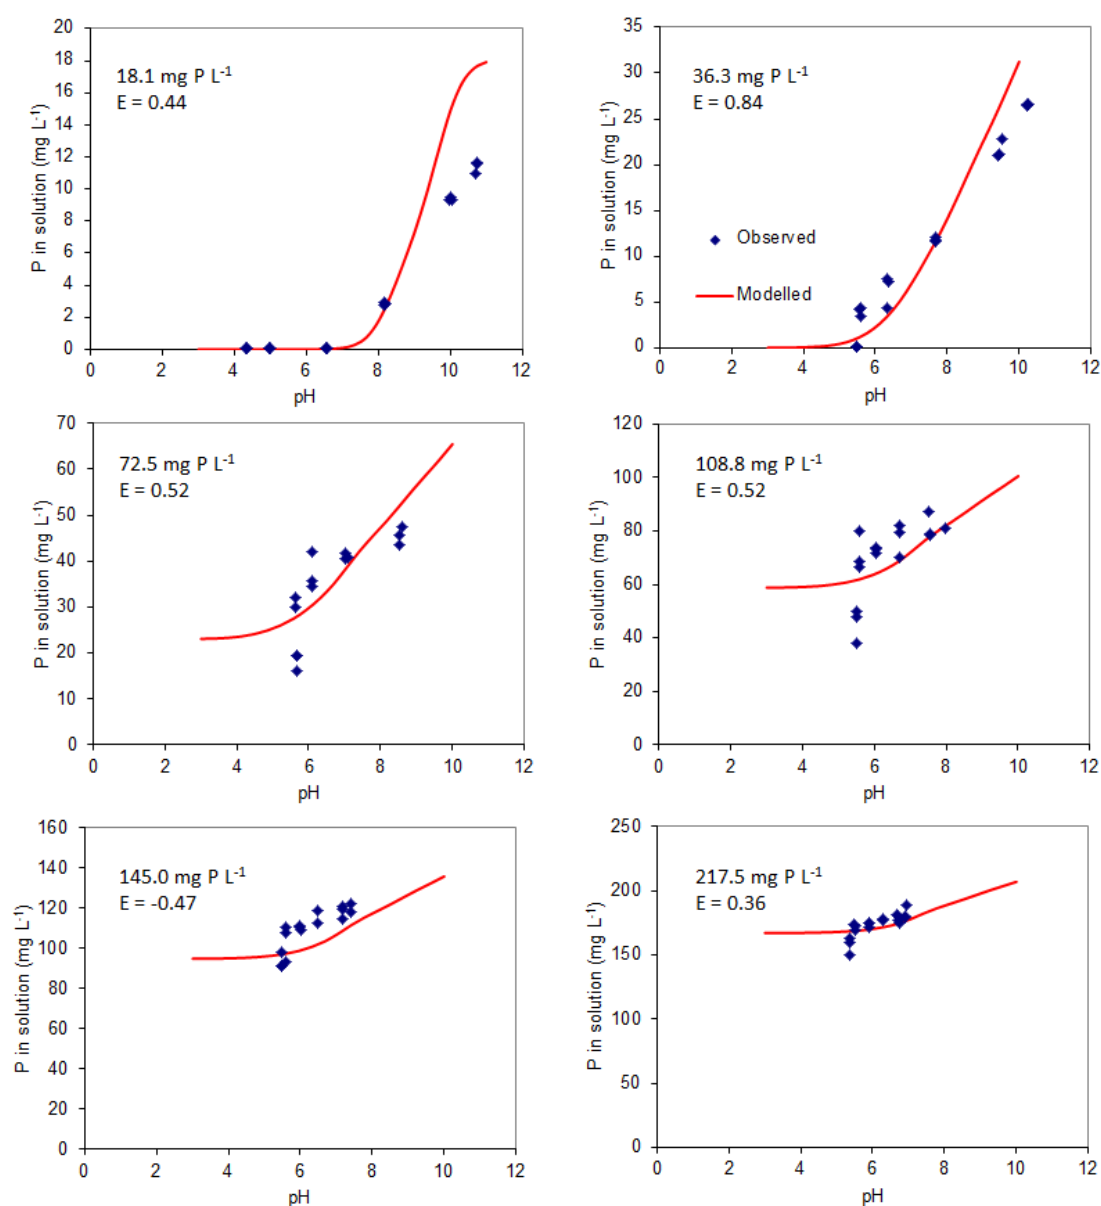 20
18
16
14
12
10
8
6
4
2
0
P in solution (mg L-1)
18.1 mg P L-1
E = 0.44
0 2 4 6 8 10 12
pH
35
30
25
20
15
10
5
0
P in solution (mg L-1)
36.3 mg P L-1
E = 0.84
Observed
Modelled
0 2 4 6 8 10 12
pH
70
60
50
40
30
20
10
0
P in solution (mg L-1)
72.5 mg P L-1
E = 0.52
0 2 4 6 8 10 12
pH
120
100
80
60
40
20
0
P in solution (mg L-1)
108.8 mg P L-1
E = 0.52
0 2 4 6 8 10 12
pH
160
140
120
100
80
60
40
20
0
P in solution (mg L-1)
145.0 mg P L-1
E = -0.47
0 2 4 6 8 10 12
pH
250
200
150
100
50
0
P in solution (mg L-1)
217.5 mg P L-1
E = 0.36
0 2 4 6 8 10 12
pH